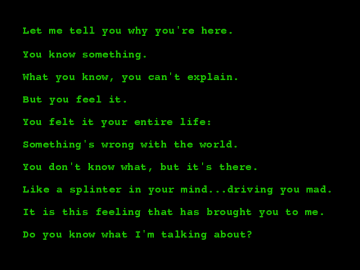 Let me tell you why you're here.
You know something.
What you know, you can't explain.
But you feel it.
You felt it your entire life:
Something's wrong with the world.
You don't know what, but it's there.
Like a splinter in your mind...driving you mad.
It is this feeling that has brought you to me.
Do you know what I'm talking about?